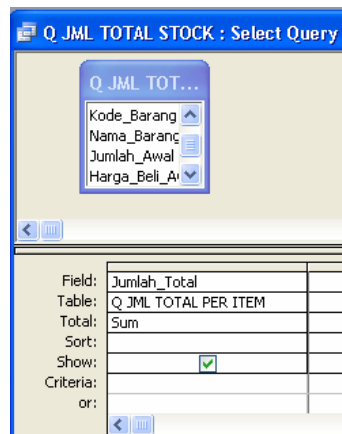 Q JML TOTAL STOCK : Select Query
Q JML TOT...
Kode_Barang
Nama_Barang
Jumlah_Awal
Harga_Beli_A
Field: Jumlah_Total
Table: Q JML TOTAL PER ITEM
Total: Sum
Sort:
Show:
Criteria:
or: